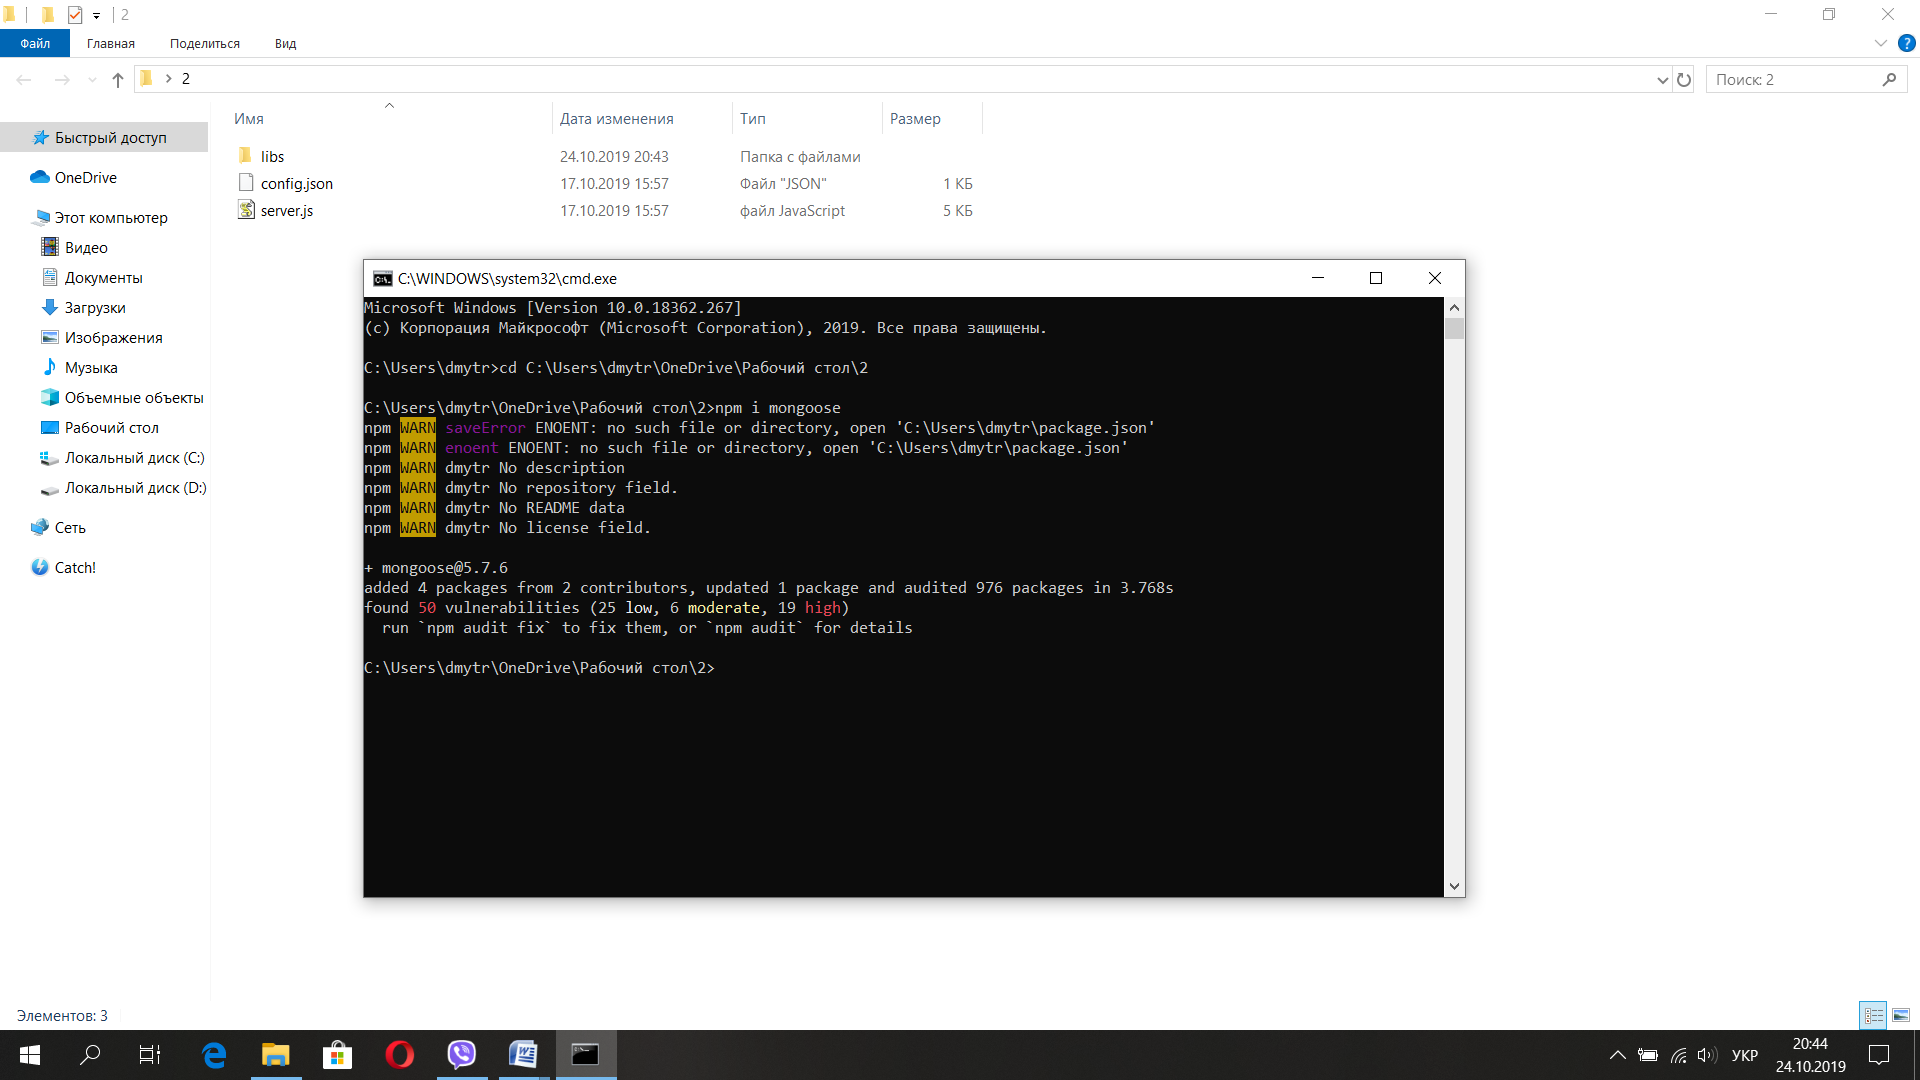 2
Файл Главная Поделиться Вид
2
Поиск: 2
Имя Дата изменения Тип Размер
libs 24.10.2019 20:43 Папка с файлами
config.json 17.10.2019 15:57 Файл "JSON" 1 КБ
server.js 17.10.2019 15:57 файл JavaScript 5 КБ
Быстрый доступ
OneDrive
Этот компьютер
Видео
Документы
Загрузки
Изображения
Музыка
Объемные объекты
Рабочий стол
Локальный диск (C:)
Локальный диск (D:)
Сеть
Catch!
C:\WINDOWS\system32\cmd.exe
Microsoft Windows [Version 10.0.18362.267]
(c) Корпорация Майкрософт (Microsoft Corporation), 2019. Все права защищены.
C:\Users\dmytr>cd C:\Users\dmytr\OneDrive\Рабочий стол\2
C:\Users\dmytr\OneDrive\Рабочий стол\2>npm i mongoose
npm WARN saveError ENOENT: no such file or directory, open 'C:\Users\dmytr\package.json'
npm WARN enoent ENOENT: no such file or directory, open 'C:\Users\dmytr\package.json'
npm WARN dmytr No description
npm WARN dmytr No repository field.
npm WARN dmytr No README data
npm WARN dmytr No license field.
+ mongoose@5.7.6
added 4 packages from 2 contributors, updated 1 package and audited 976 packages in 3.768s
found 50 vulnerabilities (25 low, 6 moderate, 19 high)
run `npm audit fix` to fix them, or `npm audit` for details
C:\Users\dmytr\OneDrive\Рабочий стол\2>
Элементов: 3
УКР
20:44
24.10.2019